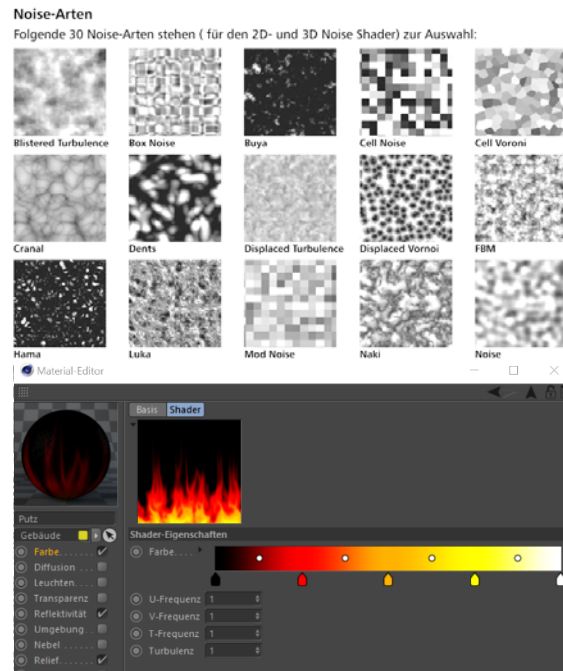 Noise-Arten
Folgende 30 Noise-Arten stehen ( für den 2D- und 3D Noise Shader) zur Auswahl:
Blistered Turbulence Box Noise Buya Cell Noise Cell Voroni
Cranal Dents Displaced Turbulence Displaced Vornoi FBM
Hama Luka Mod Noise Naki Noise
Material-Editor
Basis Shader
Putz
Gebäude
Farbe
Diffusion
Leuchten
Transparenz
Reflektivität
Umgebung
Nebel
Relief
Shader-Eigenschaften
Farbe
U-Frequenz 1
V-Frequenz 1
T-Frequenz 1
Turbulenz 1